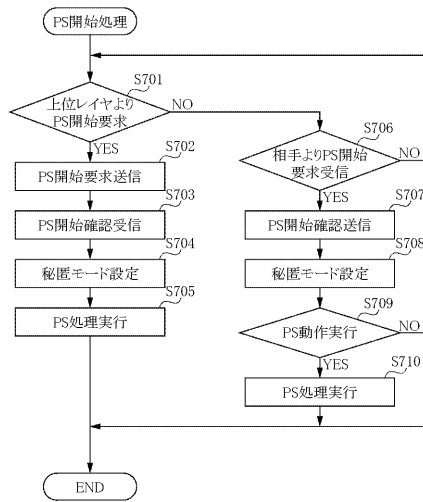 PS開始処理
S701
上位レイヤより
PS開始要求
NO
YES
S702
PS開始要求送信
S703
PS開始確認受信
S704
秘匿モード設定
S705
PS処理実行
S706
相手よりPS開始
要求受信
NO
YES
S707
PS開始確認送信
S708
秘匿モード設定
S709
PS動作実行
NO
YES
S710
PS処理実行
END